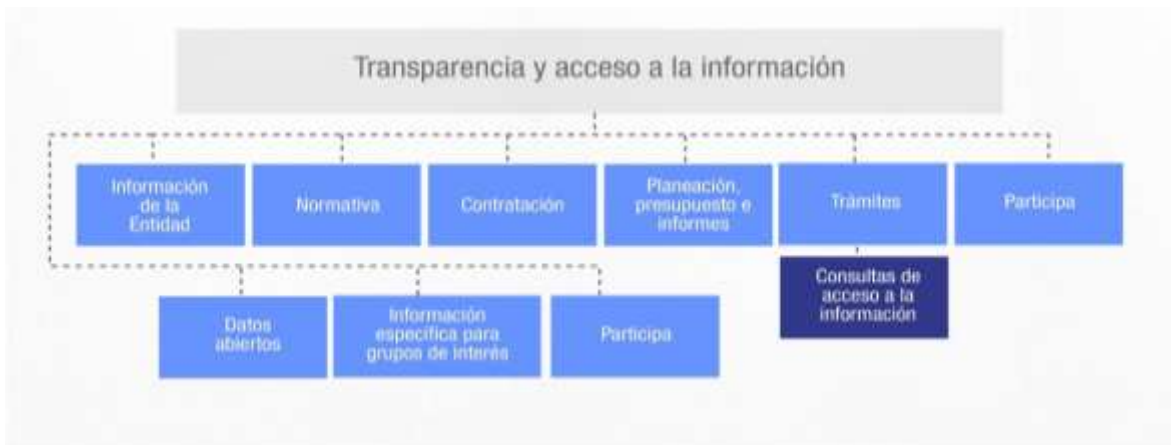 Transparencia y acceso a la información
Información
de la
Entidad
Normativa
Contratación
Planeación,
presupuesto e
informes
Trámites
Participa
Consultas de
acceso a la
información
Datos
abiertos
Información
específica para
grupos de interés
Participa